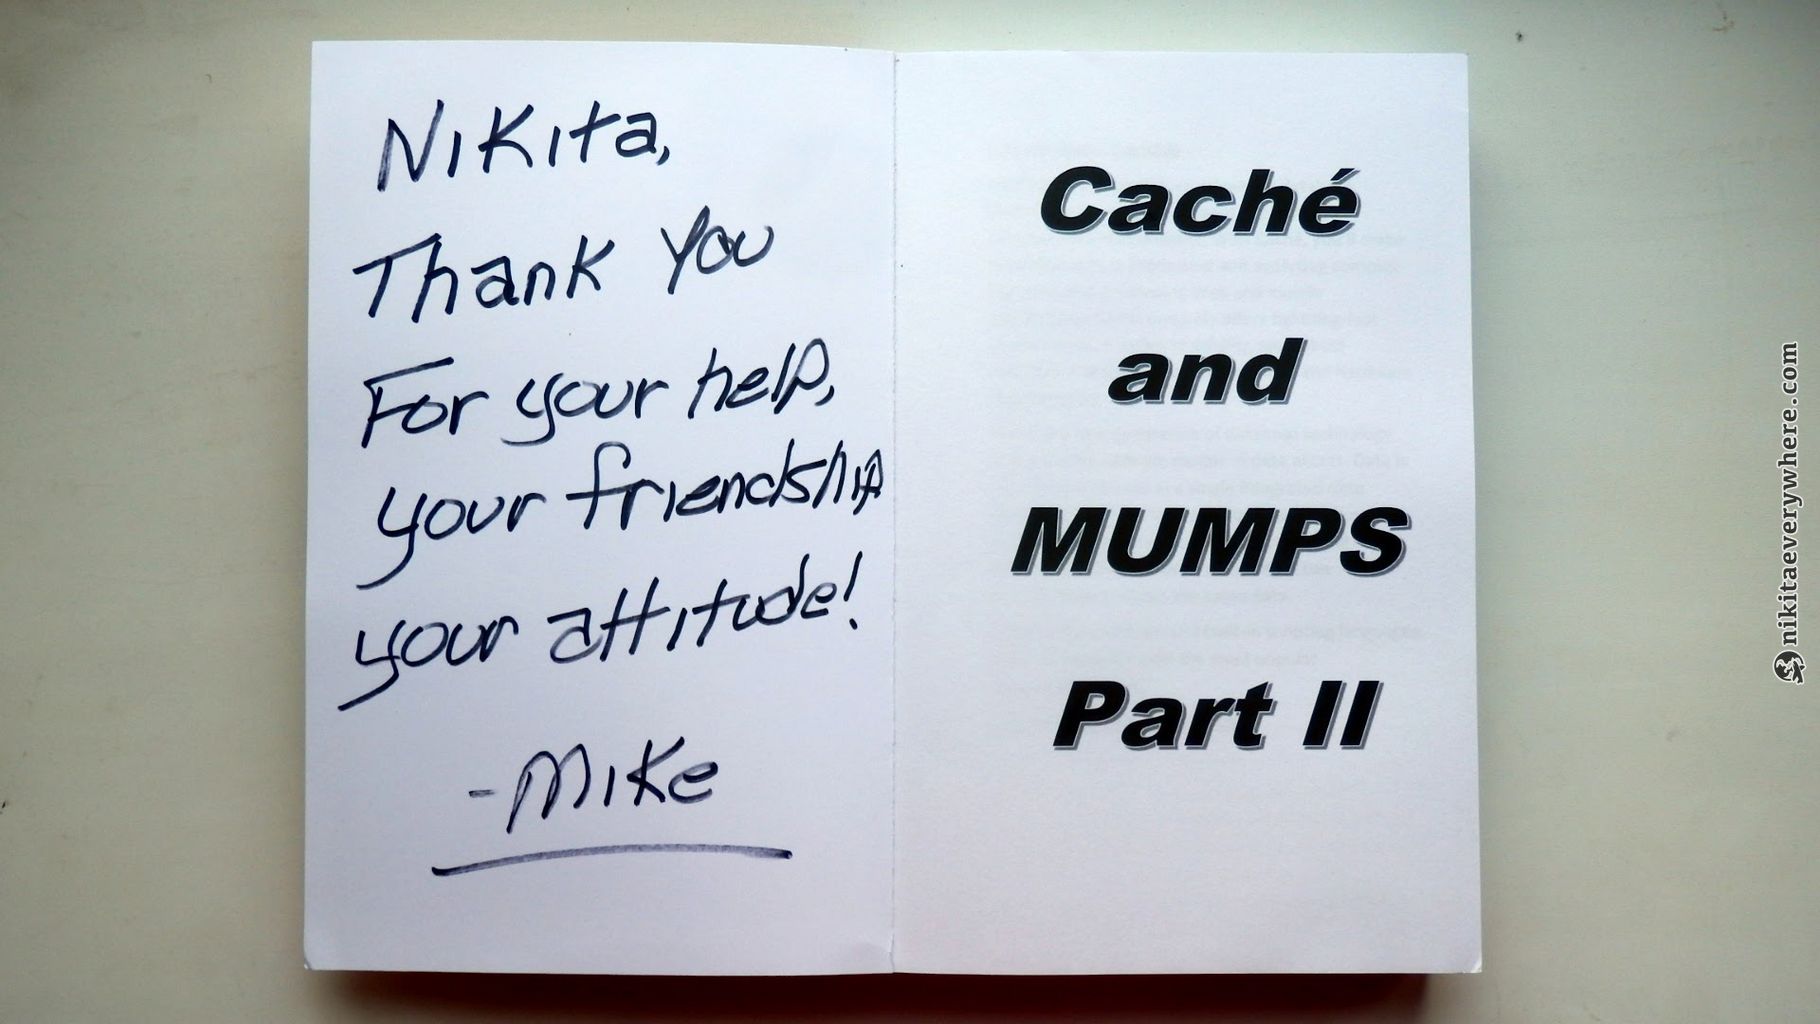 Nikita,
Thank You
For your help,
your friendship
your attitude!
-Mike
Caché
and
MUMPS
Part II
nikitaeverywhere.com